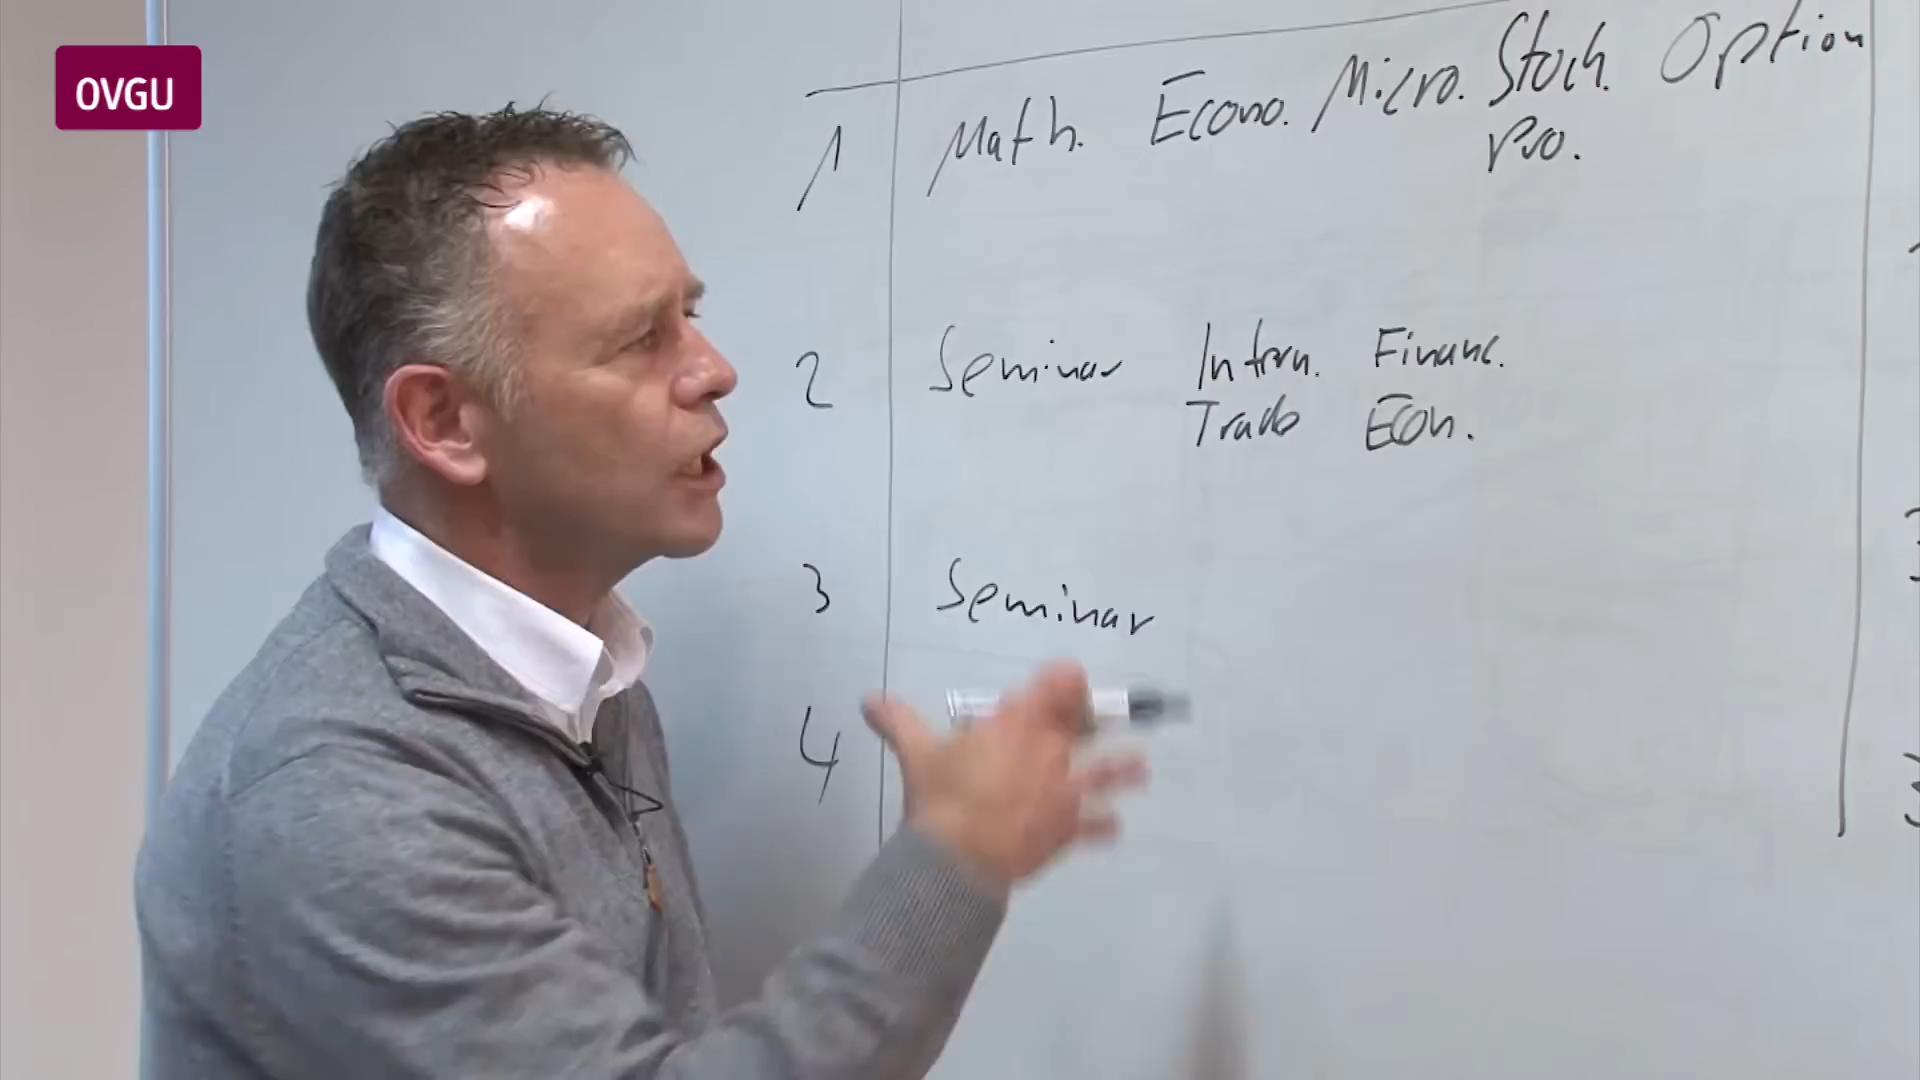 OVGU
1 Math. Econo. Micro. Stoch. Option
Pro.
2 Seminar Intern. Financ.
Trade Econ.
3 Seminar
4